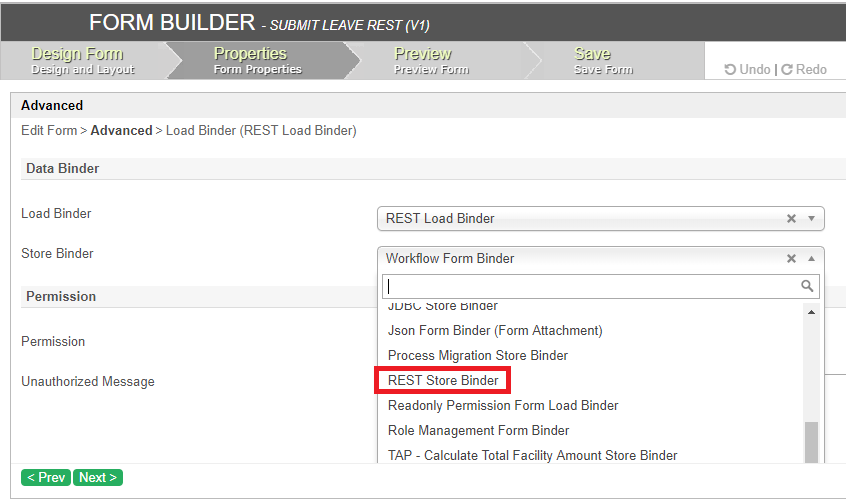 FORM BUILDER - SUBMIT LEAVE REST (V1)
Design Form
Design and Layout
Properties
Form Properties
Preview
Preview Form
Save
Save Form
Undo | Redo
Advanced
Edit Form > Advanced > Load Binder (REST Load Binder)
Data Binder
Load Binder
REST Load Binder
Store Binder
Workflow Form Binder
JDBC Store Binder
Json Form Binder (Form Attachment)
Process Migration Store Binder
REST Store Binder
Readonly Permission Form Load Binder
Role Management Form Binder
TAP - Calculate Total Facility Amount Store Binder
Permission
Permission
Unauthorized Message
< Prev Next >